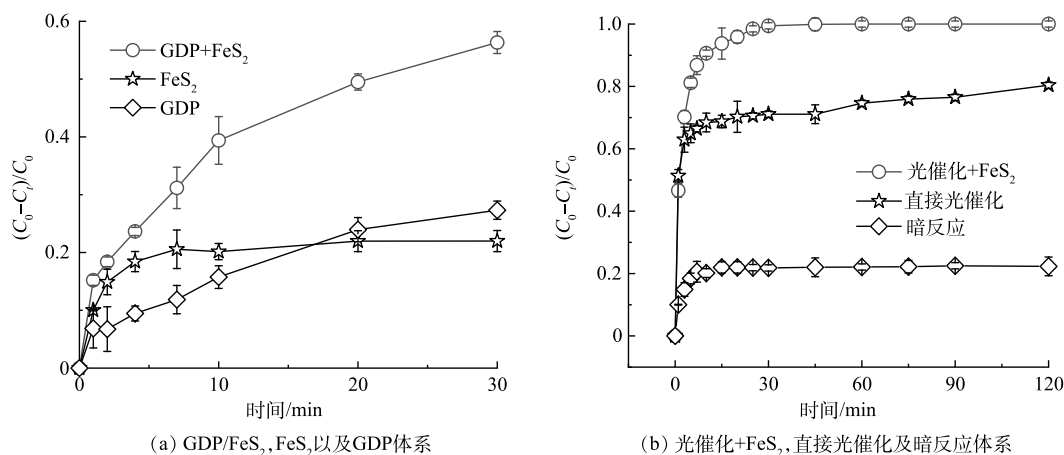 (C₀-Cₜ)/C₀
0.6
0.4
0.2
0
GDP+FeS₂
FeS₂
GDP
0
10
20
30
时间/min
(a) GDP/FeS₂,FeS₂以及GDP体系
(C₀-Cₜ)/C₀
1.0
0.8
0.6
0.4
0.2
0
光催化+FeS₂
直接光催化
暗反应
0
30
60
90
120
时间/min
(b) 光催化+FeS₂,直接光催化及暗反应体系